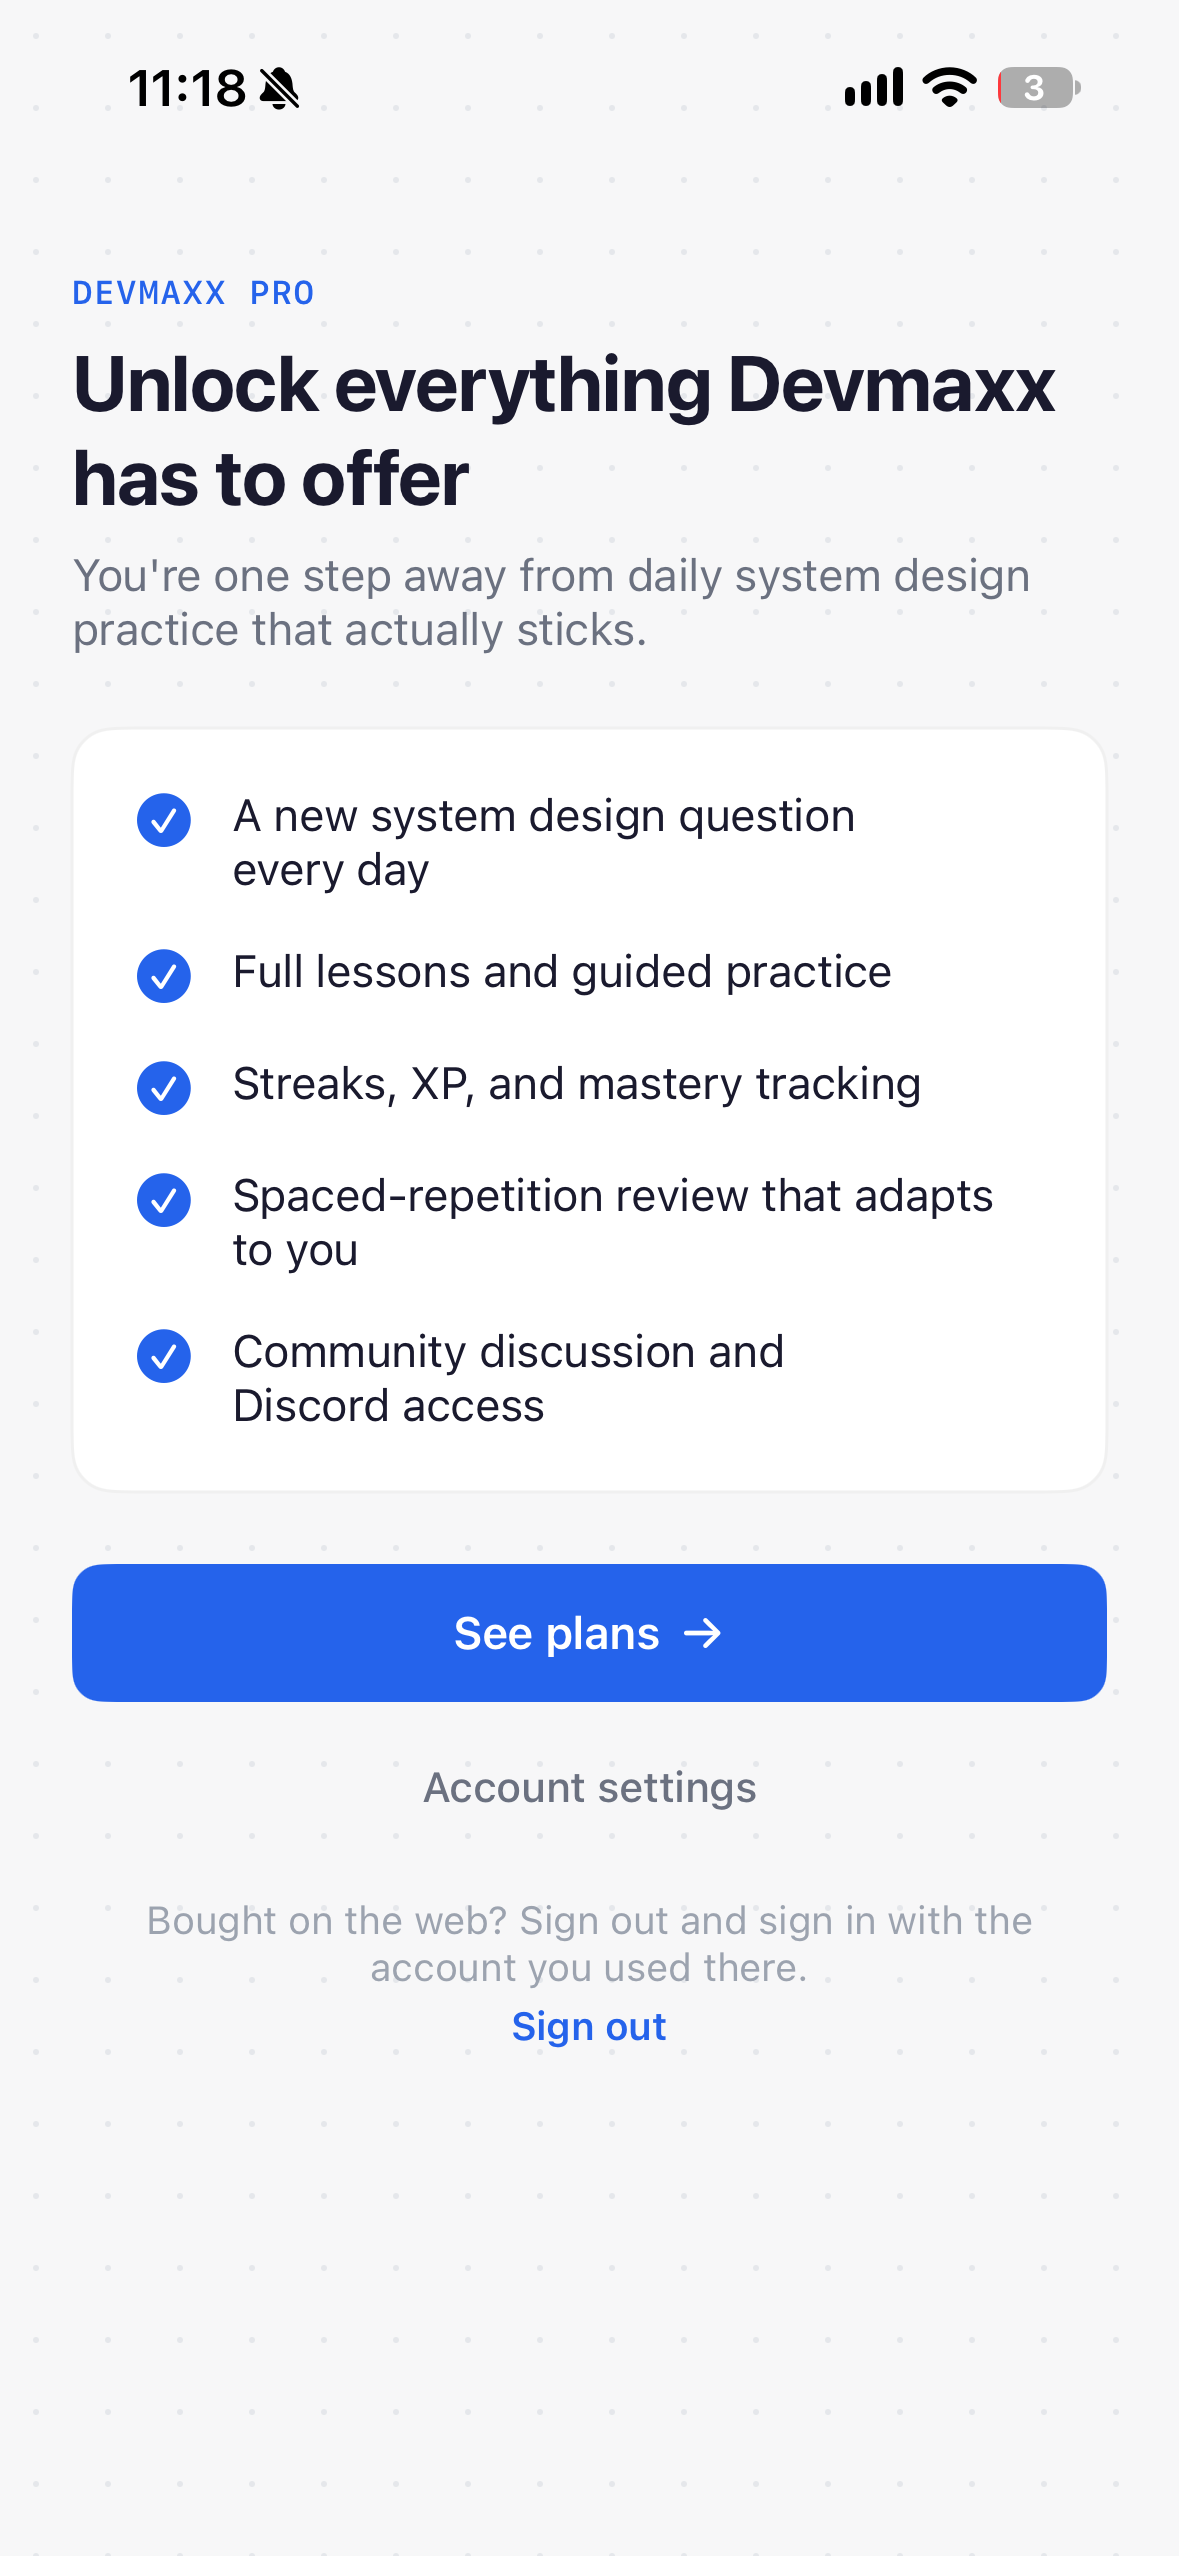 11:18
3
DEVMAXX PRO
Unlock everything Devmaxx
has to offer
You're one step away from daily system design
practice that actually sticks.
A new system design question
every day
Full lessons and guided practice
Streaks, XP, and mastery tracking
Spaced-repetition review that adapts
to you
Community discussion and
Discord access
See plans →
Account settings
Bought on the web? Sign out and sign in with the
account you used there.
Sign out